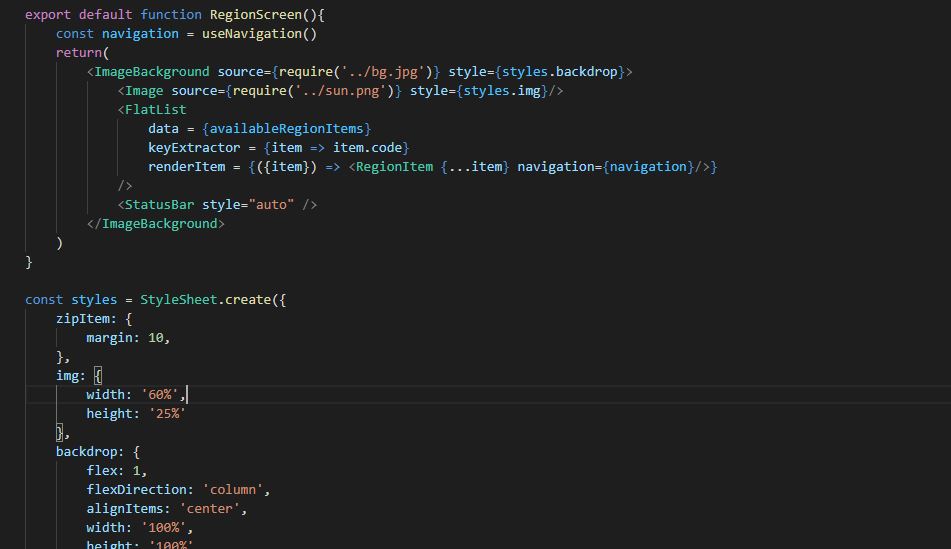 export default function RegionScreen(){
    const navigation = useNavigation()
    return(
        <ImageBackground source={require('../bg.jpg')} style={styles.backdrop}>
            <Image source={require('../sun.png')} style={styles.img}/>
            <FlatList
                data = {availableRegionItems}
                keyExtractor = {item => item.code}
                renderItem = {({item}) => <RegionItem {...item} navigation={navigation}/>}
            />
            <StatusBar style="auto" />
        </ImageBackground>
    )
}
const styles = StyleSheet.create({
    zipItem: {
        margin: 10,
    },
    img: {
        width: '60%',
        height: '25%'
    },
    backdrop: {
        flex: 1,
        flexDirection: 'column',
        alignItems: 'center',
        width: '100%',
        height: '100%'